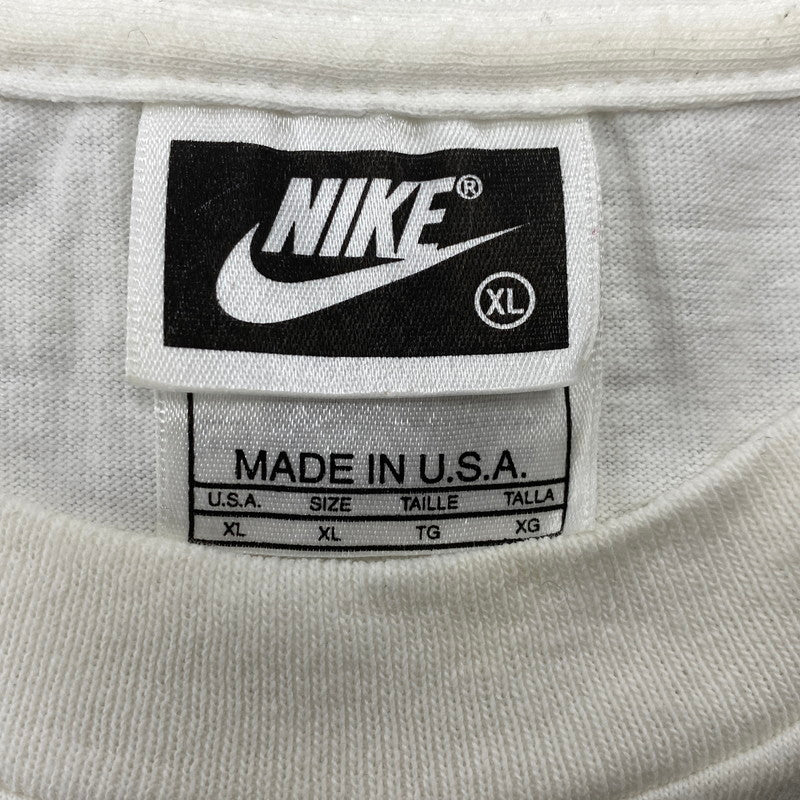 NIKE®
XL
MADE IN U.S.A.
U.S.A. SIZE TAILLE TALLA
XL XL TG XG